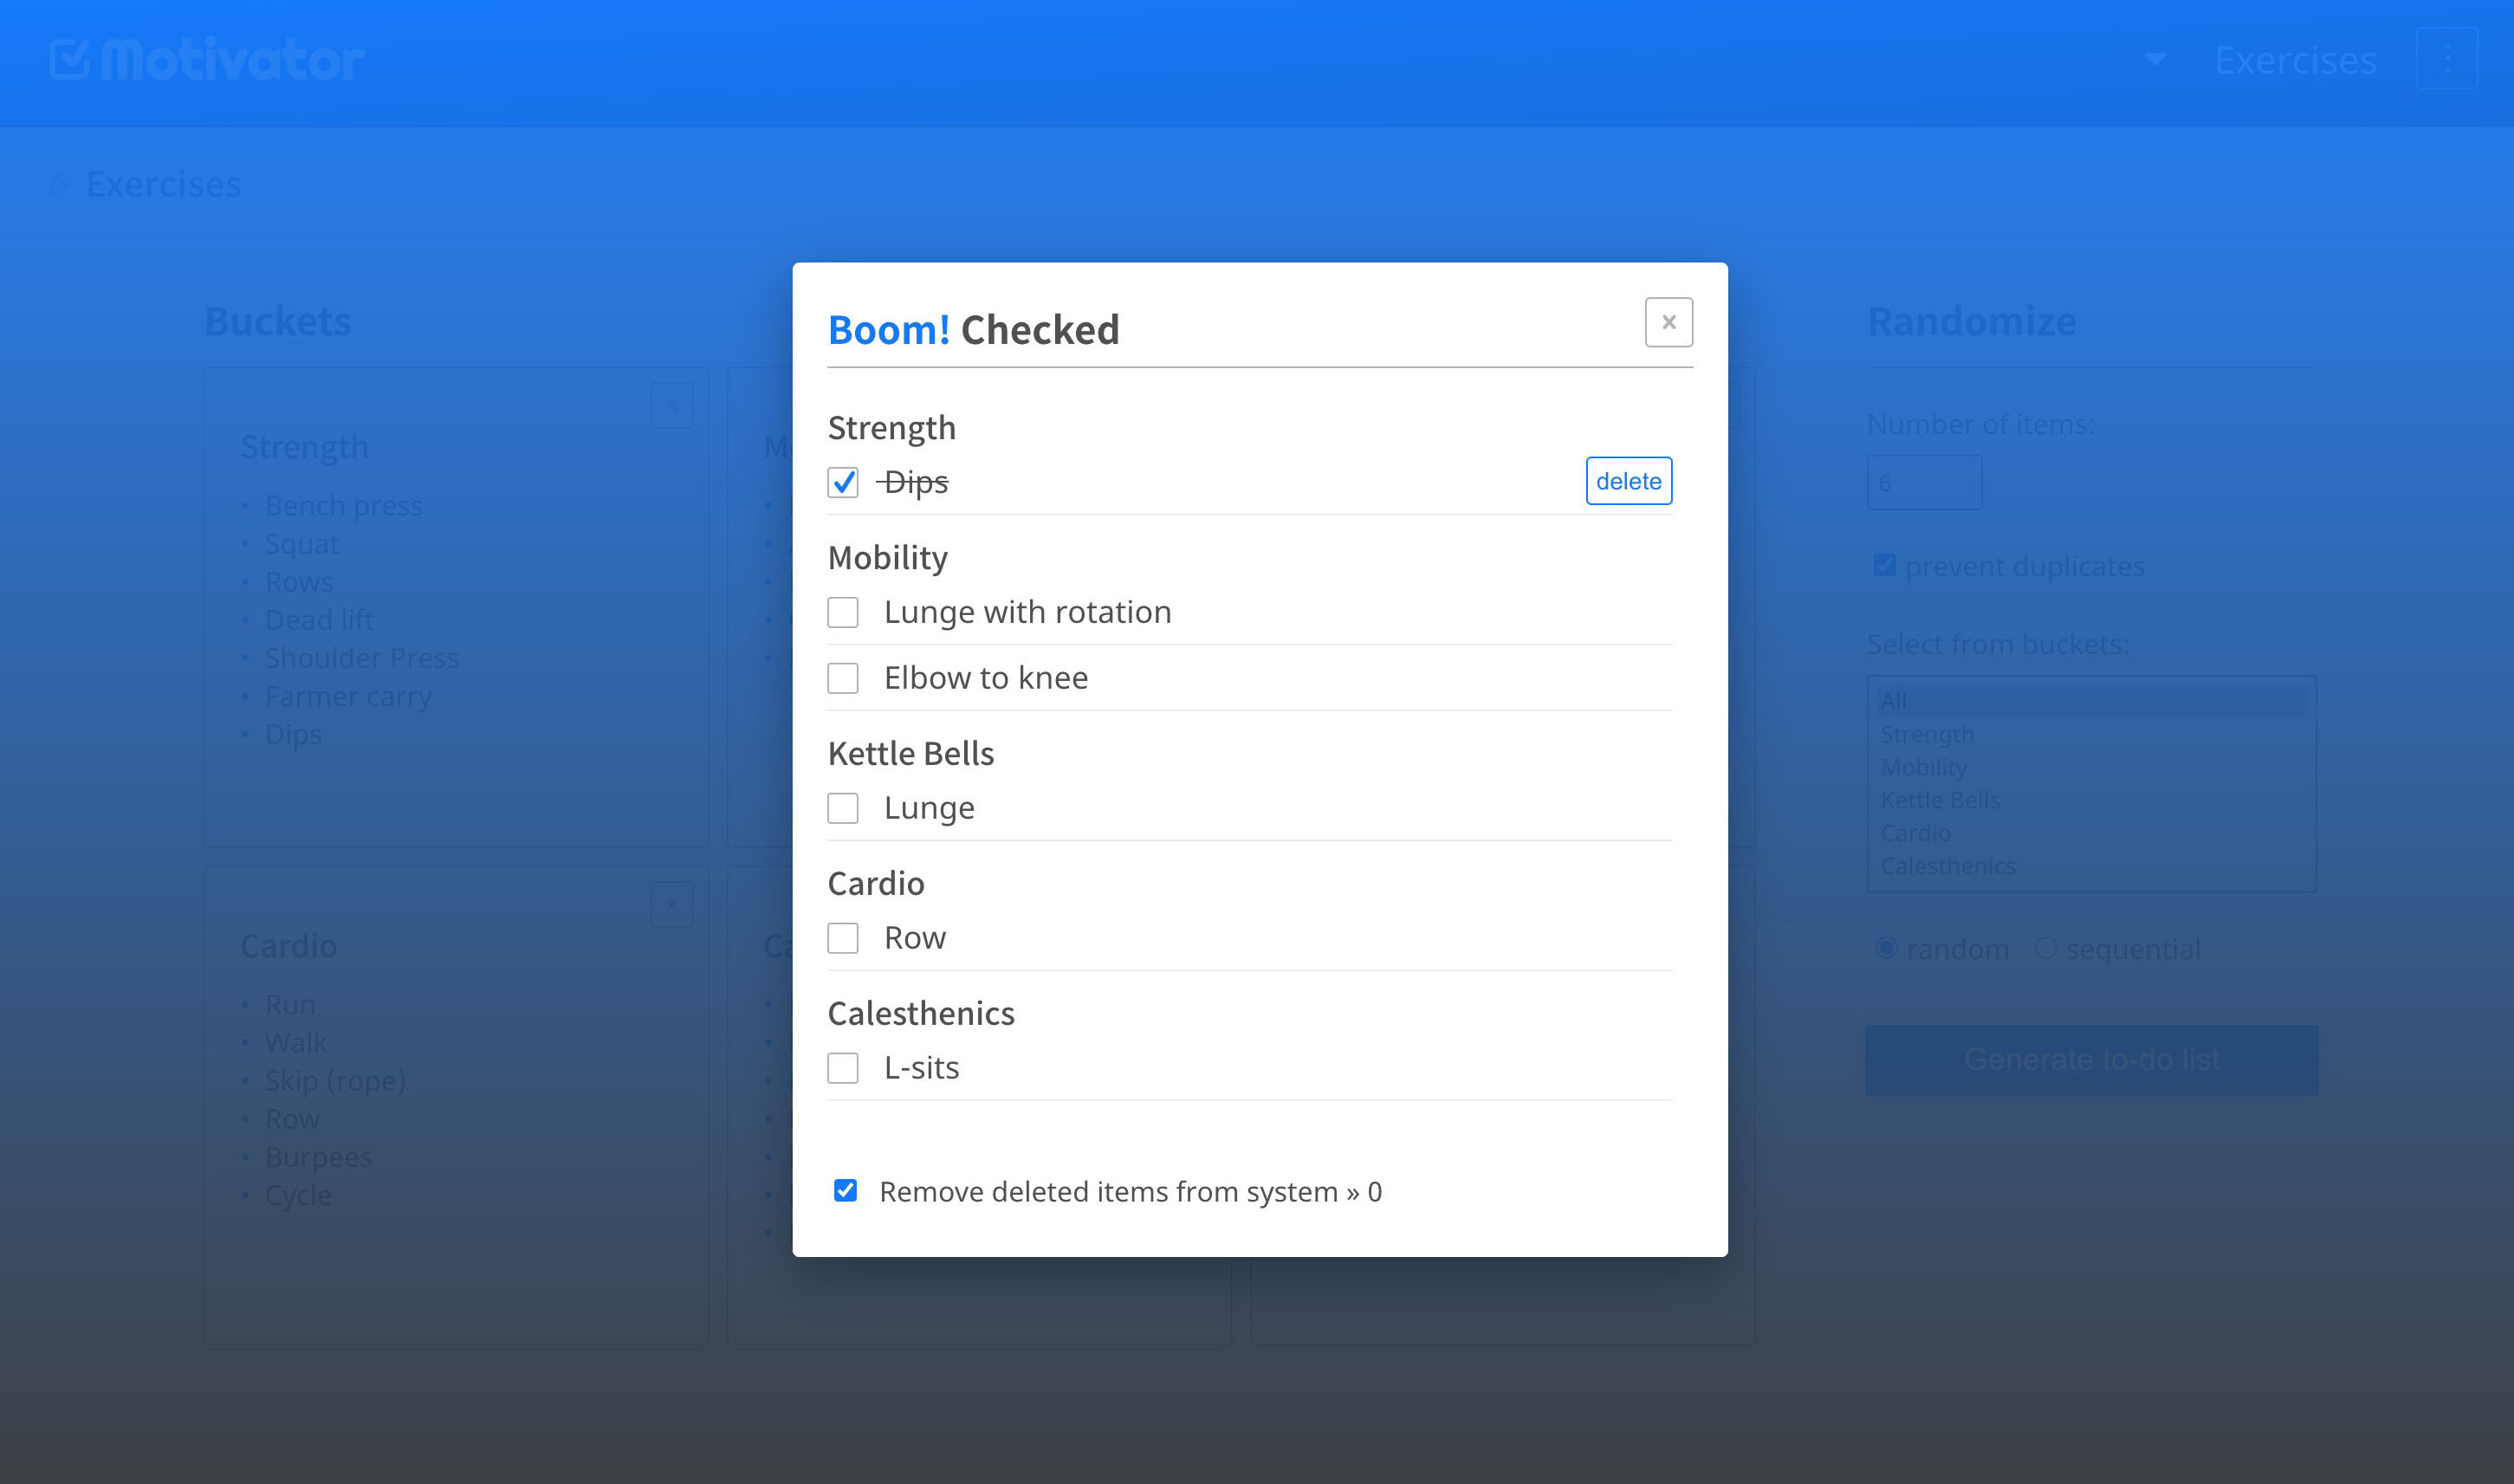 Motivator
Exercises
Exercises
Buckets
Randomize
Boom! Checked
×
Strength
Dips
delete
Mobility
Lunge with rotation
Elbow to knee
Kettle Bells
Lunge
Cardio
Row
Calesthenics
L-sits
Remove deleted items from system » 0
×
Strength
• Bench press
• Squat
• Rows
• Dead lift
• Shoulder Press
• Farmer carry
• Dips
×
Cardio
• Run
• Walk
• Skip (rope)
• Row
• Burpees
• Cycle
Number of items:
6
prevent duplicates
Select from buckets:
All
Strength
Mobility
Kettle Bells
Cardio
Calesthenics
random sequential
Generate to-do list